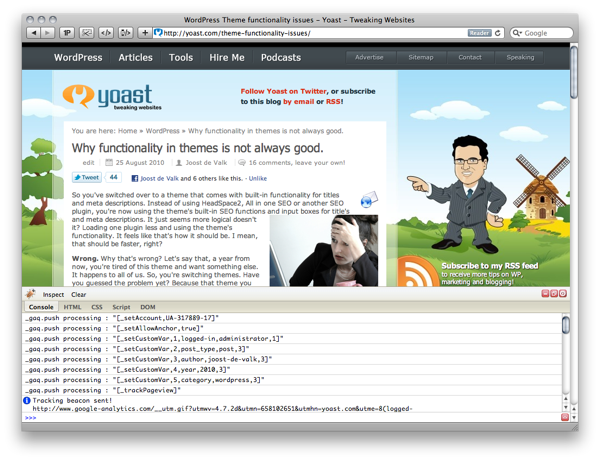 WordPress Theme functionality issues – Yoast – Tweaking Websites
http://yoast.com/theme-functionality-issues/
Reader
Google
WordPress Articles Tools Hire Me Podcasts
Advertise Sitemap Contact Speaking
yoast
tweaking websites
Follow Yoast on Twitter, or subscribe
to this blog by email or RSS!
You are here: Home » WordPress » Why functionality in themes is not always good.
Why functionality in themes is not always good.
edit 25 August 2010 Joost de Valk 16 comments, leave your own!
Tweet 44 Joost de Valk and 6 others like this. · Unlike
So you've switched over to a theme that comes with built-in functionality for titles
and meta descriptions. Instead of using HeadSpace2, All in one SEO or another SEO
plugin, you're now using the theme's built-in SEO functions and input boxes for title's
and meta descriptions. It just seems more logical doesn't
it? Loading one plugin less and using the theme's
functionality. It feels like that's how it should be. I mean,
that should be faster, right?
Wrong. Why that's wrong? Let's say, a year from
now, you're tired of this theme and want something else.
It happens to all of us. So, you're switching themes. Have
you guessed the problem yet? Because that theme you
Subscribe to my RSS feed
to receive more tips on WP,
marketing and blogging!
Inspect Clear
Console HTML CSS Script DOM
_gaq.push processing : "[_setAccount,UA-317889-17]"
_gaq.push processing : "[_setAllowAnchor,true]"
_gaq.push processing : "[_setCustomVar,1,logged-in,administrator,1]"
_gaq.push processing : "[_setCustomVar,2,post_type,post,3]"
_gaq.push processing : "[_setCustomVar,3,author,joost-de-valk,3]"
_gaq.push processing : "[_setCustomVar,4,year,2010,3]"
_gaq.push processing : "[_setCustomVar,5,category,wordpress,3]"
_gaq.push processing : "[_trackPageview]"
Tracking beacon sent!
http://www.google-analytics.com/__utm.gif?utmwv=4.7.2d&utmn=658102651&utmhn=yoast.com&utme=8(logged-
>>>